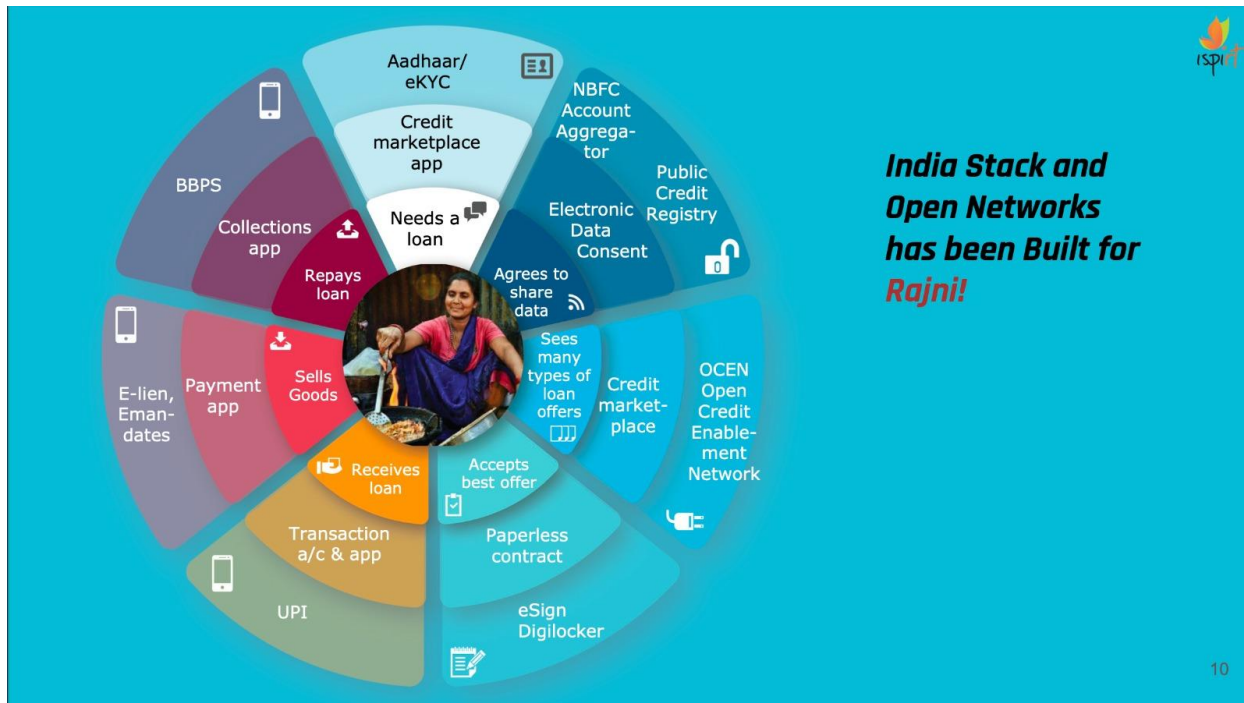 ispirt
India Stack and
Open Networks
has been Built for
Rajni!
Aadhaar/
eKYC
Credit
marketplace
app
Needs a
loan
NBFC
Account
Aggrega-
tor
Public
Credit
Registry
Electronic
Data
Consent
Agrees to
share
data
OCEN
Open
Credit
Enable-
ment
Network
Credit
market-
place
Sees
many
types of
loan
offers
Accepts
best offer
Paperless
contract
eSign
Digilocker
Receives
loan
Transaction
a/c & app
UPI
Sells
Goods
Payment
app
E-lien,
Eman-
dates
Repays
loan
Collections
app
BBPS
10